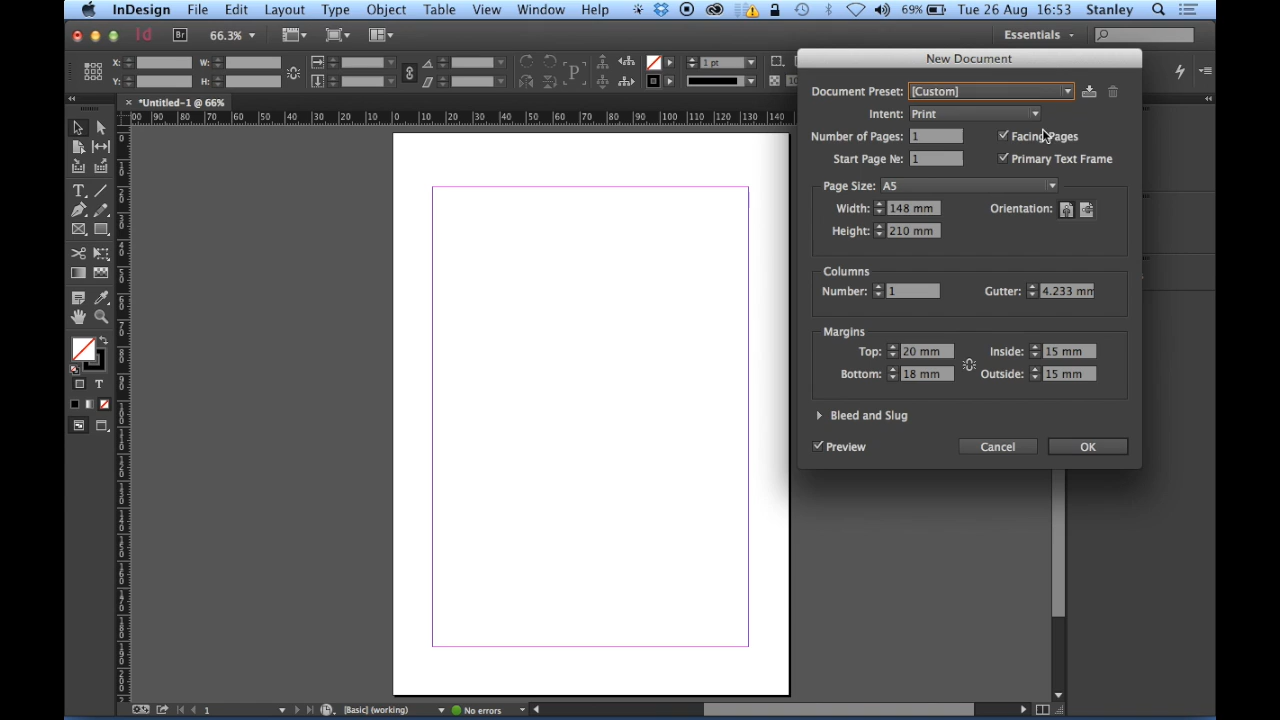 InDesign File Edit Layout Type Object Table View Window Help 69% Tue 26 Aug 16:53 Stanley
Id Br 66.3% Essentials
X: W: 1 pt
Y: H:
New Document
*Untitled-1 @ 66%
Document Preset: [Custom]
Intent: Print
Number of Pages: 1 Facing Pages
Start Page №: 1 Primary Text Frame
Page Size: A5
Width: 148 mm Orientation:
Height: 210 mm
Columns
Number: 1 Gutter: 4.233 mm
Margins
Top: 20 mm Inside: 15 mm
Bottom: 18 mm Outside: 15 mm
Bleed and Slug
Preview Cancel OK
1 [Basic] (working) No errors